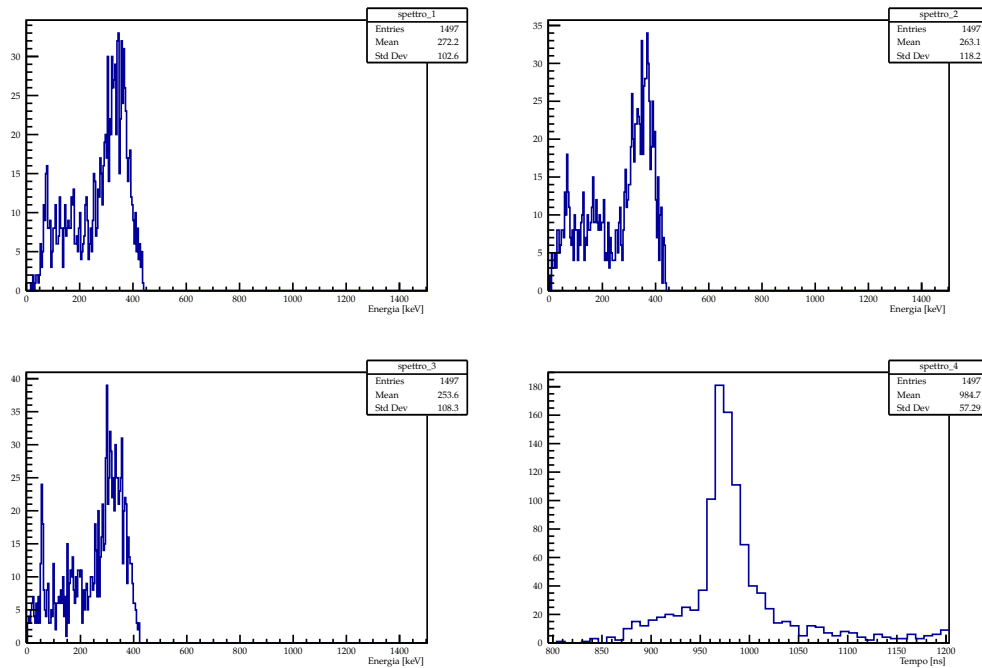 spettro_1
Entries 1497
Mean 272.2
Std Dev 102.6
30
25
20
15
10
5
0
0 200 400 600 800 1000 1200 1400
Energia [keV]
spettro_2
Entries 1497
Mean 263.1
Std Dev 118.2
35
30
25
20
15
10
5
0
0 200 400 600 800 1000 1200 1400
Energia [keV]
spettro_3
Entries 1497
Mean 253.6
Std Dev 108.3
40
35
30
25
20
15
10
5
0
0 200 400 600 800 1000 1200 1400
Energia [keV]
spettro_4
Entries 1497
Mean 984.7
Std Dev 57.29
180
160
140
120
100
80
60
40
20
0
800 850 900 950 1000 1050 1100 1150 1200
Tempo [ns]